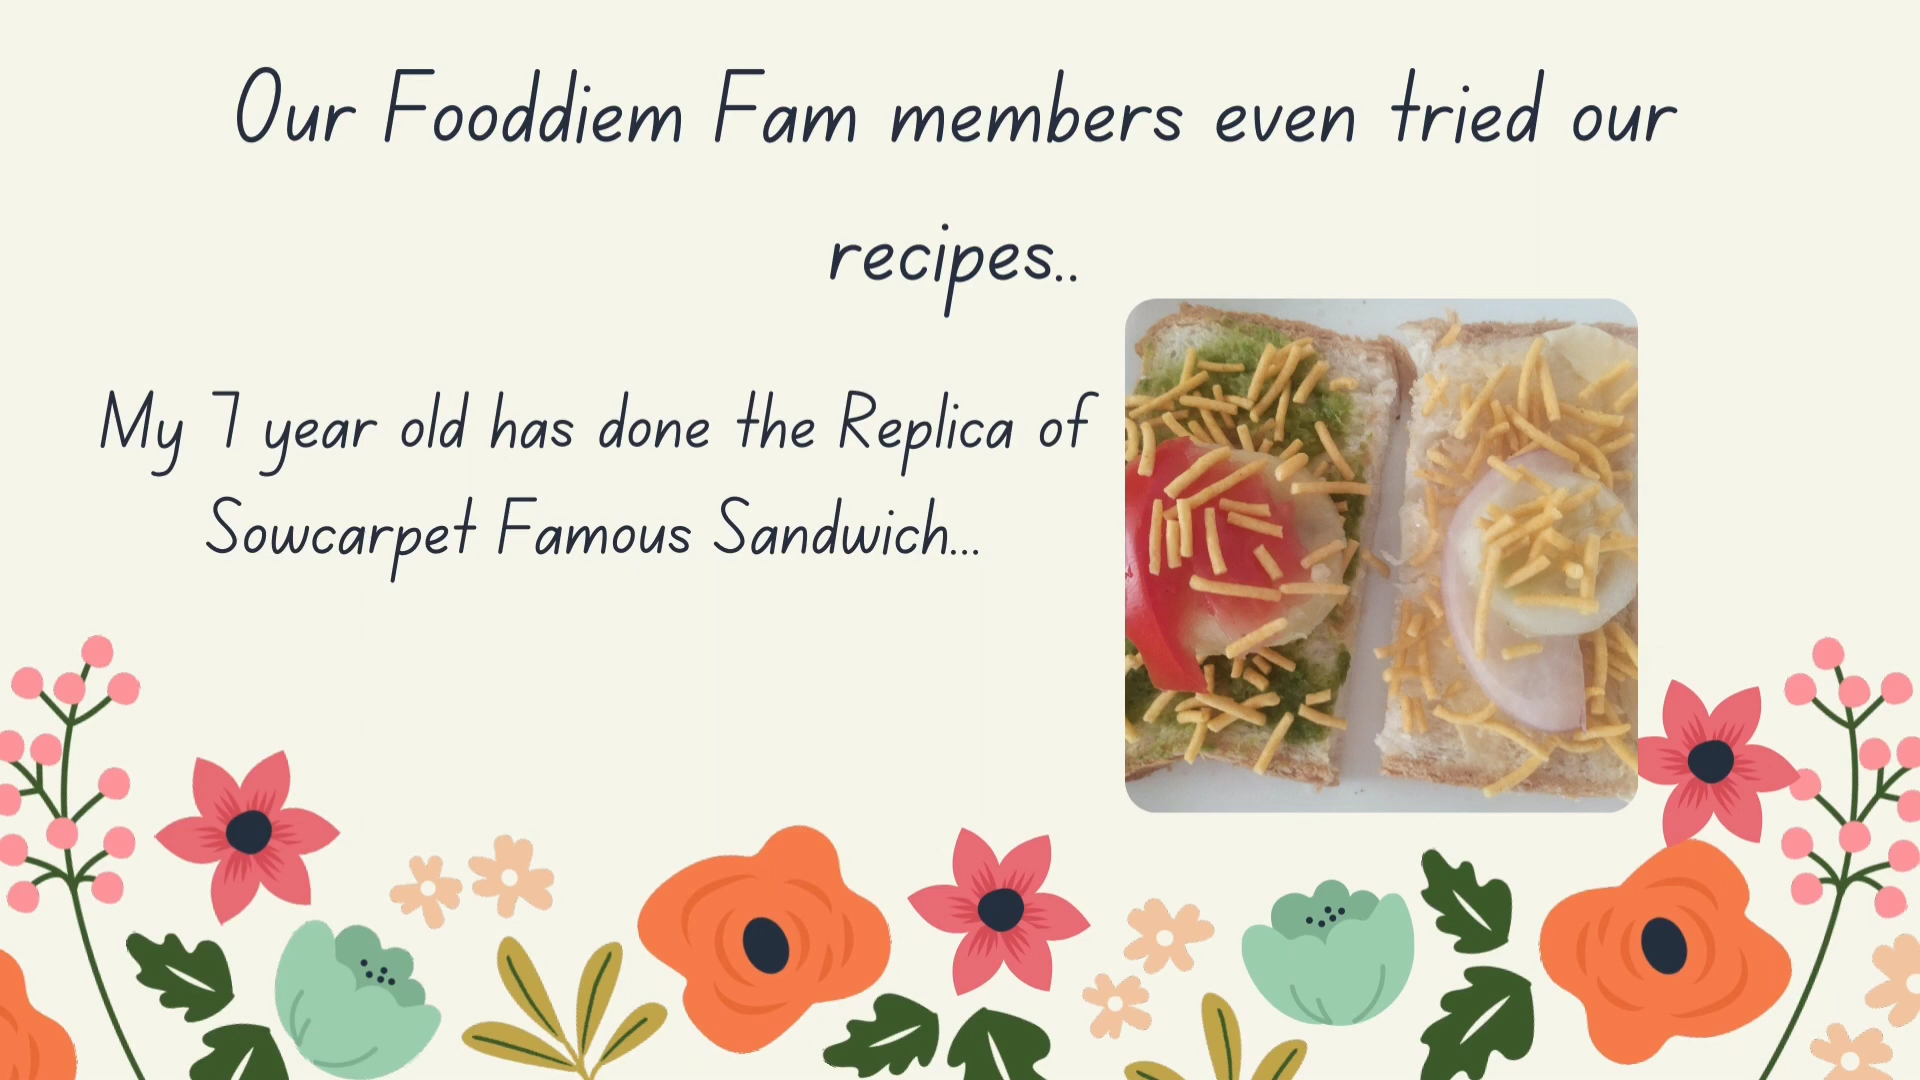 Our Fooddiem Fam members even tried our
recipes..
My 7 year old has done the Replica of
Sowcarpet Famous Sandwich...